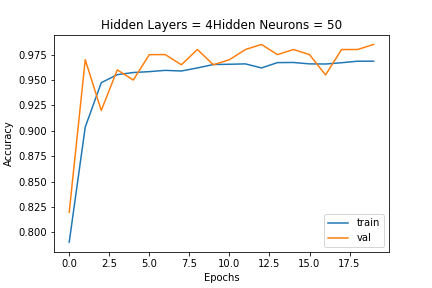 Hidden Layers = 4Hidden Neurons = 50
0.975
0.950
0.925
0.900
0.875
0.850
0.825
0.800
Accuracy
train
val
0.0 2.5 5.0 7.5 10.0 12.5 15.0 17.5
Epochs